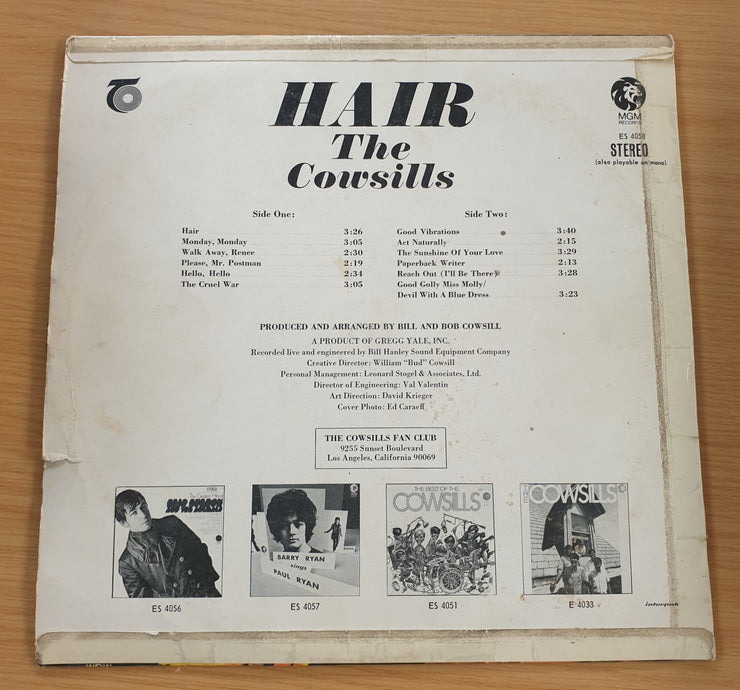 HAIR
The
Cowsills
MGM
RECORDS
ES 4058
STEREO
(also playable on mono)
Side One:
Hair 3:26
Monday, Monday 3:05
Walk Away, Renee 2:30
Please, Mr. Postman 2:19
Hello, Hello 2:34
The Cruel War 3:05
Side Two:
Good Vibrations 3:40
Act Naturally 2:15
The Sunshine Of Your Love 3:29
Paperback Writer 2:13
Reach Out (I'll Be There) 3:28
Good Golly Miss Molly/
Devil With A Blue Dress 3:23
PRODUCED AND ARRANGED BY BILL AND BOB COWSILL
A PRODUCT OF GREGG YALE, INC.
Recorded live and engineered by Bill Hanley Sound Equipment Company
Creative Director: William "Bud" Cowsill
Personal Management: Leonard Stogel & Associates, Ltd.
Director of Engineering: Val Valentin
Art Direction: David Krieger
Cover Photo: Ed Caraeff
THE COWSILLS FAN CLUB
9255 Sunset Boulevard
Los Angeles, California 90069
BARRY RYAN
sings
PAUL RYAN
THE BEST OF THE
COWSILLS
COWSILLS
ES 4056
ES 4057
ES 4051
E 4033
interpak